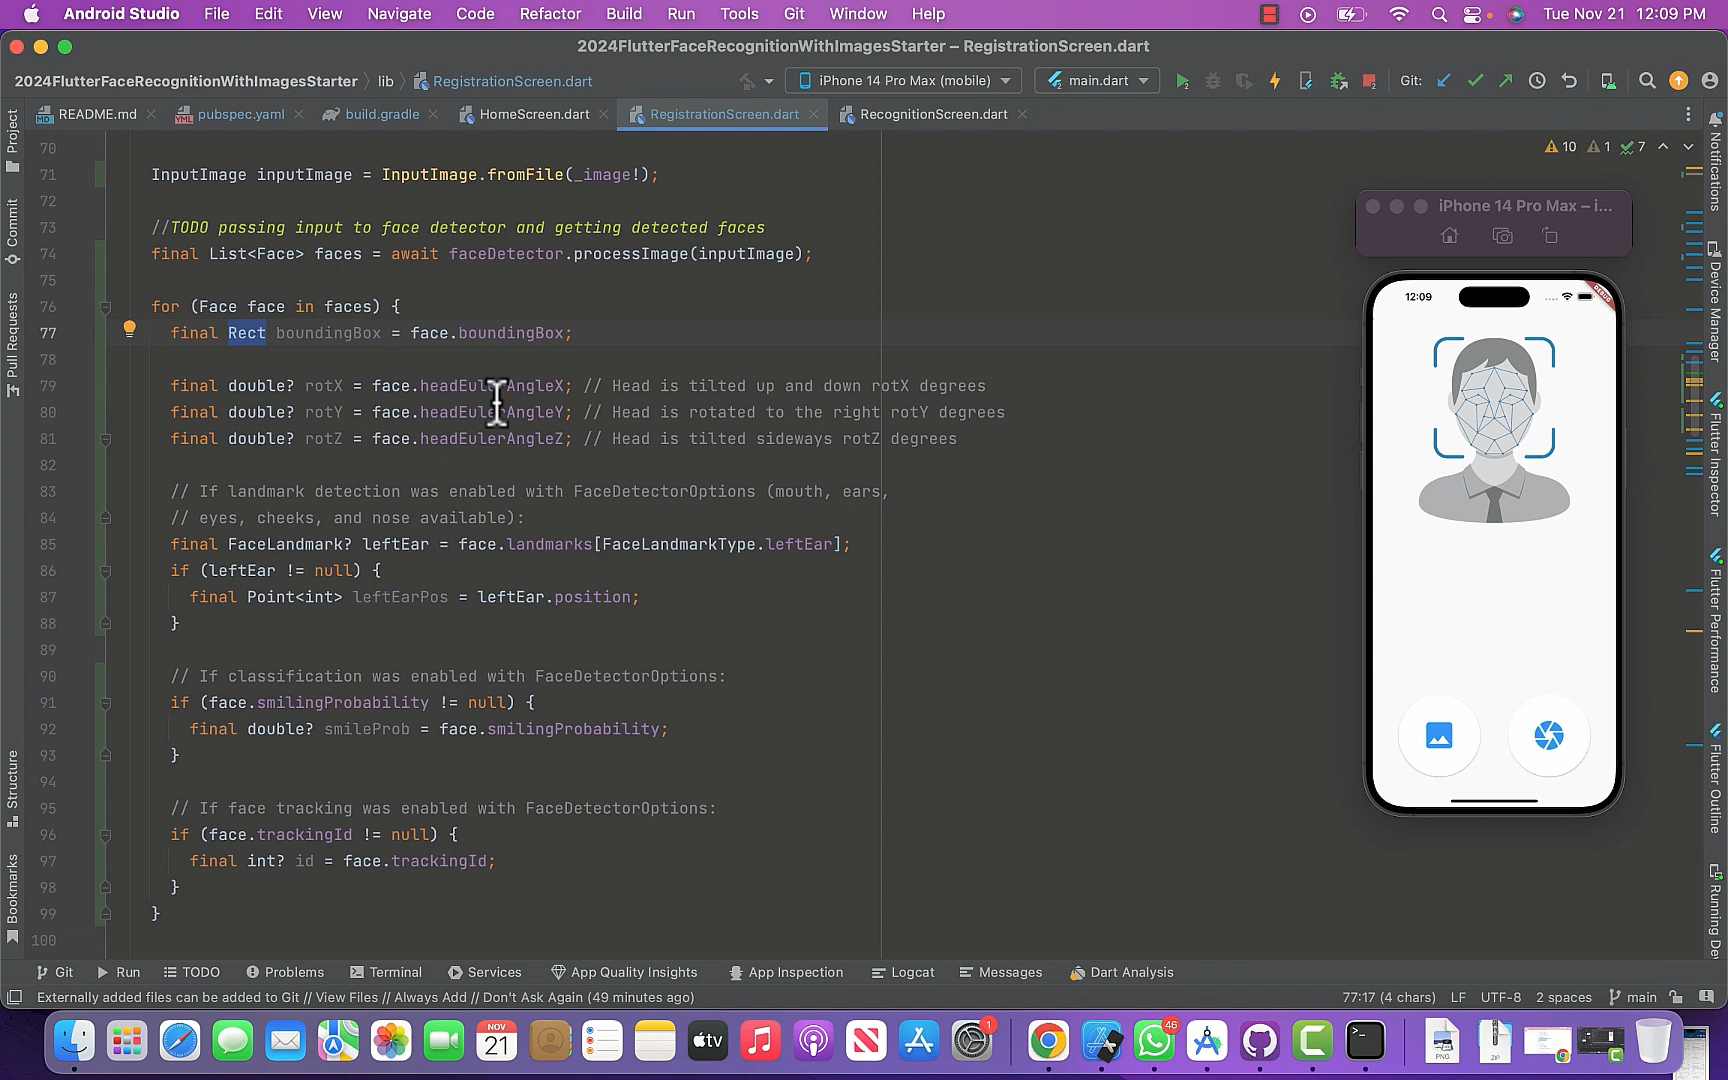 Android Studio File Edit View Navigate Code Refactor Build Run Tools Git Window Help Tue Nov 21 12:09 PM
2024FlutterFaceRecognitionWithImagesStarter – RegistrationScreen.dart
2024FlutterFaceRecognitionWithImagesStarter lib RegistrationScreen.dart iPhone 14 Pro Max (mobile) main.dart Git:
README.md pubspec.yaml build.gradle HomeScreen.dart RegistrationScreen.dart RecognitionScreen.dart
10 1 7
70
71 InputImage inputImage = InputImage.fromFile(_image!);
72
73 //TODO passing input to face detector and getting detected faces
74 final List<Face> faces = await faceDetector.processImage(inputImage);
75
76 for (Face face in faces) {
77 final Rect boundingBox = face.boundingBox;
78
79 final double? rotX = face.headEulerAngleX; // Head is tilted up and down rotX degrees
80 final double? rotY = face.headEulerAngleY; // Head is rotated to the right rotY degrees
81 final double? rotZ = face.headEulerAngleZ; // Head is tilted sideways rotZ degrees
82
83 // If landmark detection was enabled with FaceDetectorOptions (mouth, ears,
84 // eyes, cheeks, and nose available):
85 final FaceLandmark? leftEar = face.landmarks[FaceLandmarkType.leftEar];
86 if (leftEar != null) {
87 final Point<int> leftEarPos = leftEar.position;
88 }
89
90 // If classification was enabled with FaceDetectorOptions:
91 if (face.smilingProbability != null) {
92 final double? smileProb = face.smilingProbability;
93 }
94
95 // If face tracking was enabled with FaceDetectorOptions:
96 if (face.trackingId != null) {
97 final int? id = face.trackingId;
98 }
99 }
100
Project
Commit
Pull Requests
Structure
Bookmarks
iPhone 14 Pro Max – i...
12:09
DEBUG
Notifications
Device Manager
Flutter Inspector
Flutter Performance
Flutter Outline
Running De
Git Run TODO Problems Terminal Services App Quality Insights App Inspection Logcat Messages Dart Analysis
Externally added files can be added to Git // View Files // Always Add // Don't Ask Again (49 minutes ago) 77:17 (4 chars) LF UTF-8 2 spaces main
NOV
21
tv
1
46
PNG
ZIP